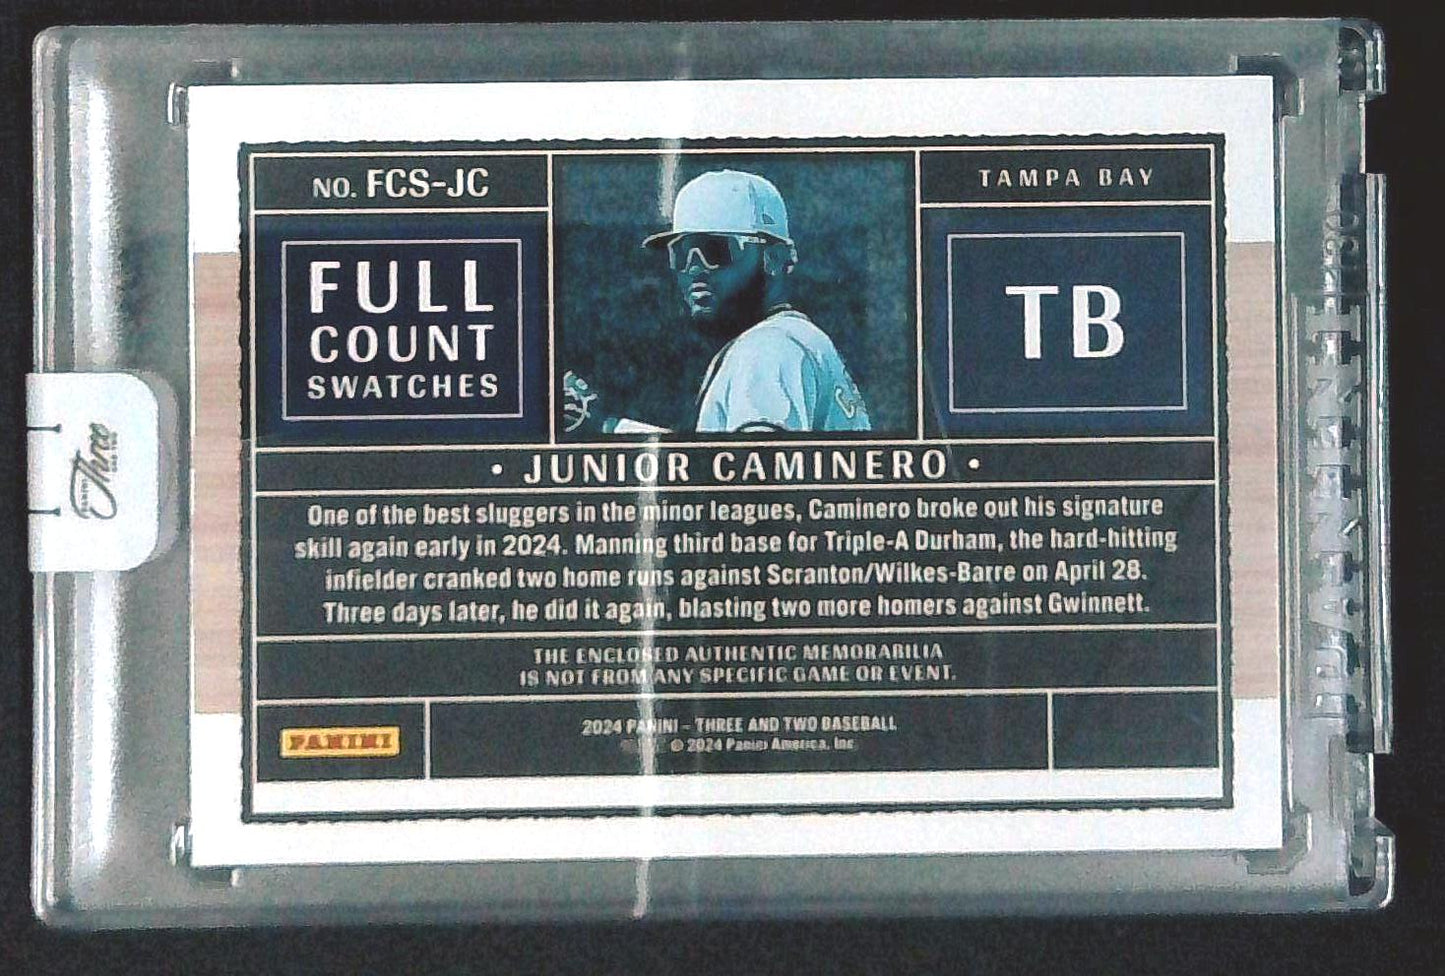 NO. FCS-JC
TAMPA BAY
FULL
COUNT
SWATCHES
TB
• JUNIOR CAMINERO •
One of the best sluggers in the minor leagues, Caminero broke out his signature
skill again early in 2024. Manning third base for Triple-A Durham, the hard-hitting
infielder cranked two home runs against Scranton/Wilkes-Barre on April 28.
Three days later, he did it again, blasting two more homers against Gwinnett.
THE ENCLOSED AUTHENTIC MEMORABILIA
IS NOT FROM ANY SPECIFIC GAME OR EVENT.
PANINI
2024 PANINI – THREE AND TWO BASEBALL
© 2024 Panini America, Inc
PANINI
Three